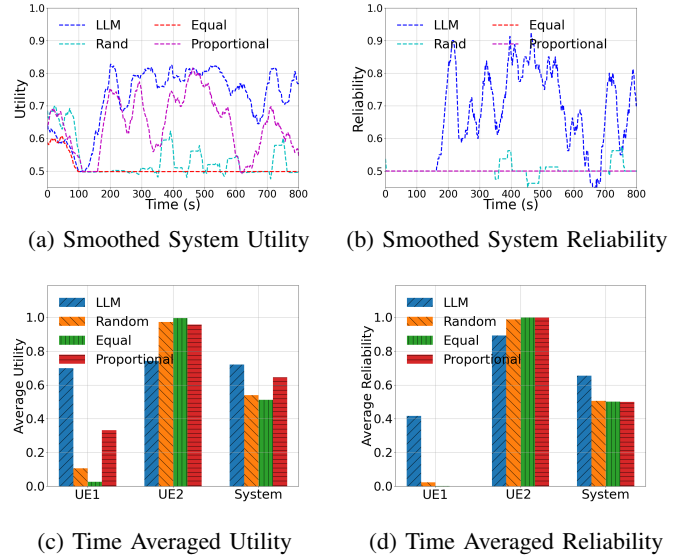 1.0
0.9
0.8
0.7
0.6
0.5
Utility
LLM
Rand
Equal
Proportional
0 100 200 300 400 500 600 700 800
Time (s)
(a) Smoothed System Utility
1.0
0.9
0.8
0.7
0.6
0.5
Reliability
LLM
Rand
Equal
Proportional
0 100 200 300 400 500 600 700 800
Time (s)
(b) Smoothed System Reliability
1.0
0.8
0.6
0.4
0.2
0.0
Average Utility
LLM
Random
Equal
Proportional
UE1 UE2 System
(c) Time Averaged Utility
1.0
0.8
0.6
0.4
0.2
0.0
Average Reliability
LLM
Random
Equal
Proportional
UE1 UE2 System
(d) Time Averaged Reliability